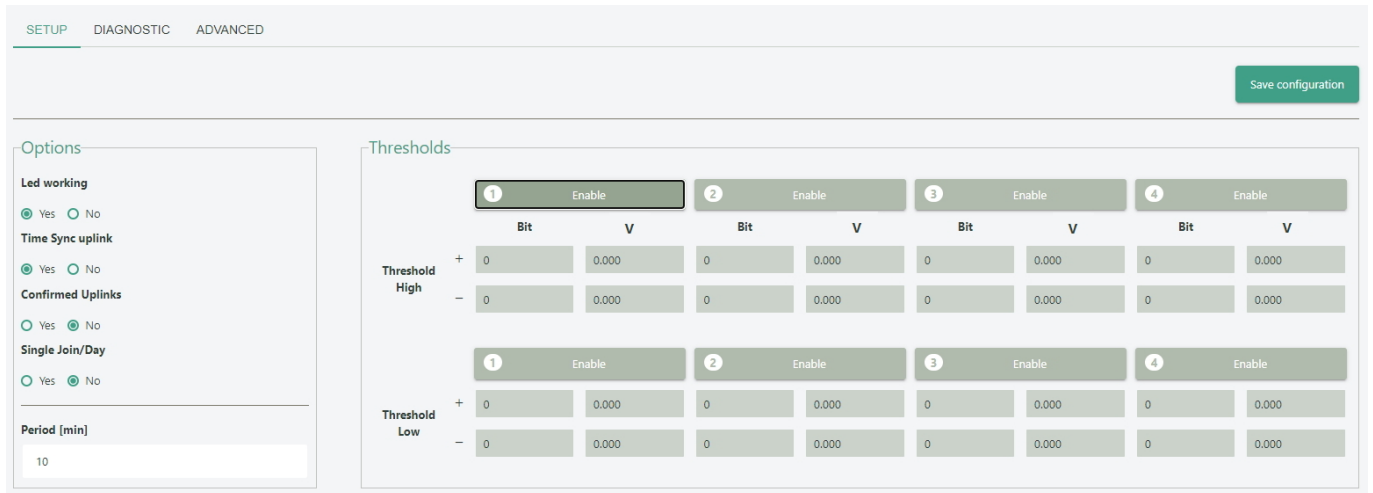 SETUP DIAGNOSTIC ADVANCED
Save configuration
Options
Led working
Yes No
Time Sync uplink
Yes No
Confirmed Uplinks
Yes No
Single Join/Day
Yes No
Period [min]
10
Thresholds
1 Enable 2 Enable 3 Enable 4 Enable
Bit V Bit V Bit V Bit V
Threshold
High
+ 0 0.000 0 0.000 0 0.000 0 0.000
− 0 0.000 0 0.000 0 0.000 0 0.000
1 Enable 2 Enable 3 Enable 4 Enable
Threshold
Low
+ 0 0.000 0 0.000 0 0.000 0 0.000
− 0 0.000 0 0.000 0 0.000 0 0.000